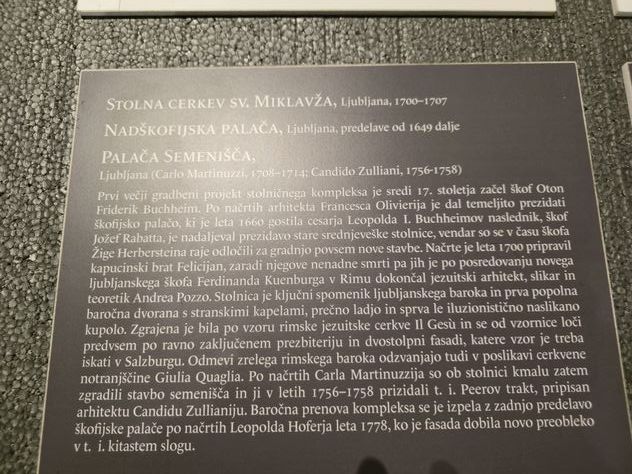 STOLNA CERKEV SV. MIKLAVŽA, Ljubljana, 1700–1707
NADŠKOFIJSKA PALAČA, Ljubljana, predelave od 1649 dalje
PALAČA SEMENIŠČA,
Ljubljana (Carlo Martinuzzi, 1708–1714; Candido Zulliani, 1756-1758)
Prvi večji gradbeni projekt stolničnega kompleksa je sredi 17. stoletja začel škof Oton
Friderik Buchheim. Po načrtih arhitekta Francesca Olivierija je dal temeljito prezidati
škofijsko palačo, ki je leta 1660 gostila cesarja Leopolda I. Buchheimov naslednik, škof
Jožef Rabatta, je nadaljeval prezidavo stare srednjeveške stolnice, vendar so se v času škofa
Žige Herbersteina raje odločili za gradnjo povsem nove stavbe. Načrte je leta 1700 pripravil
kapucinski brat Felicijan, zaradi njegove nenadne smrti pa jih je po posredovanju novega
ljubljanskega škofa Ferdinanda Kuenburga v Rimu dokončal jezuitski arhitekt, slikar in
teoretik Andrea Pozzo. Stolnica je ključni spomenik ljubljanskega baroka in prva popolna
baročna dvorana s stranskimi kapelami, prečno ladjo in sprva le iluzionistično naslikano
kupolo. Zgrajena je bila po vzoru rimske jezuitske cerkve Il Gesù in se od vzornice loči
predvsem po ravno zaključenem prezbiteriju in dvostolpni fasadi, katere vzor je treba
iskati v Salzburgu. Odmevi zrelega rimskega baroka odzvanjajo tudi v poslikavi cerkvene
notranjščine Giulia Quaglia. Po načrtih Carla Martinuzzija so ob stolnici kmalu zatem
zgradili stavbo semenišča in ji v letih 1756–1758 prizidali t. i. Peerov trakt, pripisan
arhitektu Candidu Zullianiju. Baročna prenova kompleksa se je izpela z zadnjo predelavo
škofijske palače po načrtih Leopolda Hoferja leta 1778, ko je fasada dobila novo preobleko
v t. i. kitastem slogu.